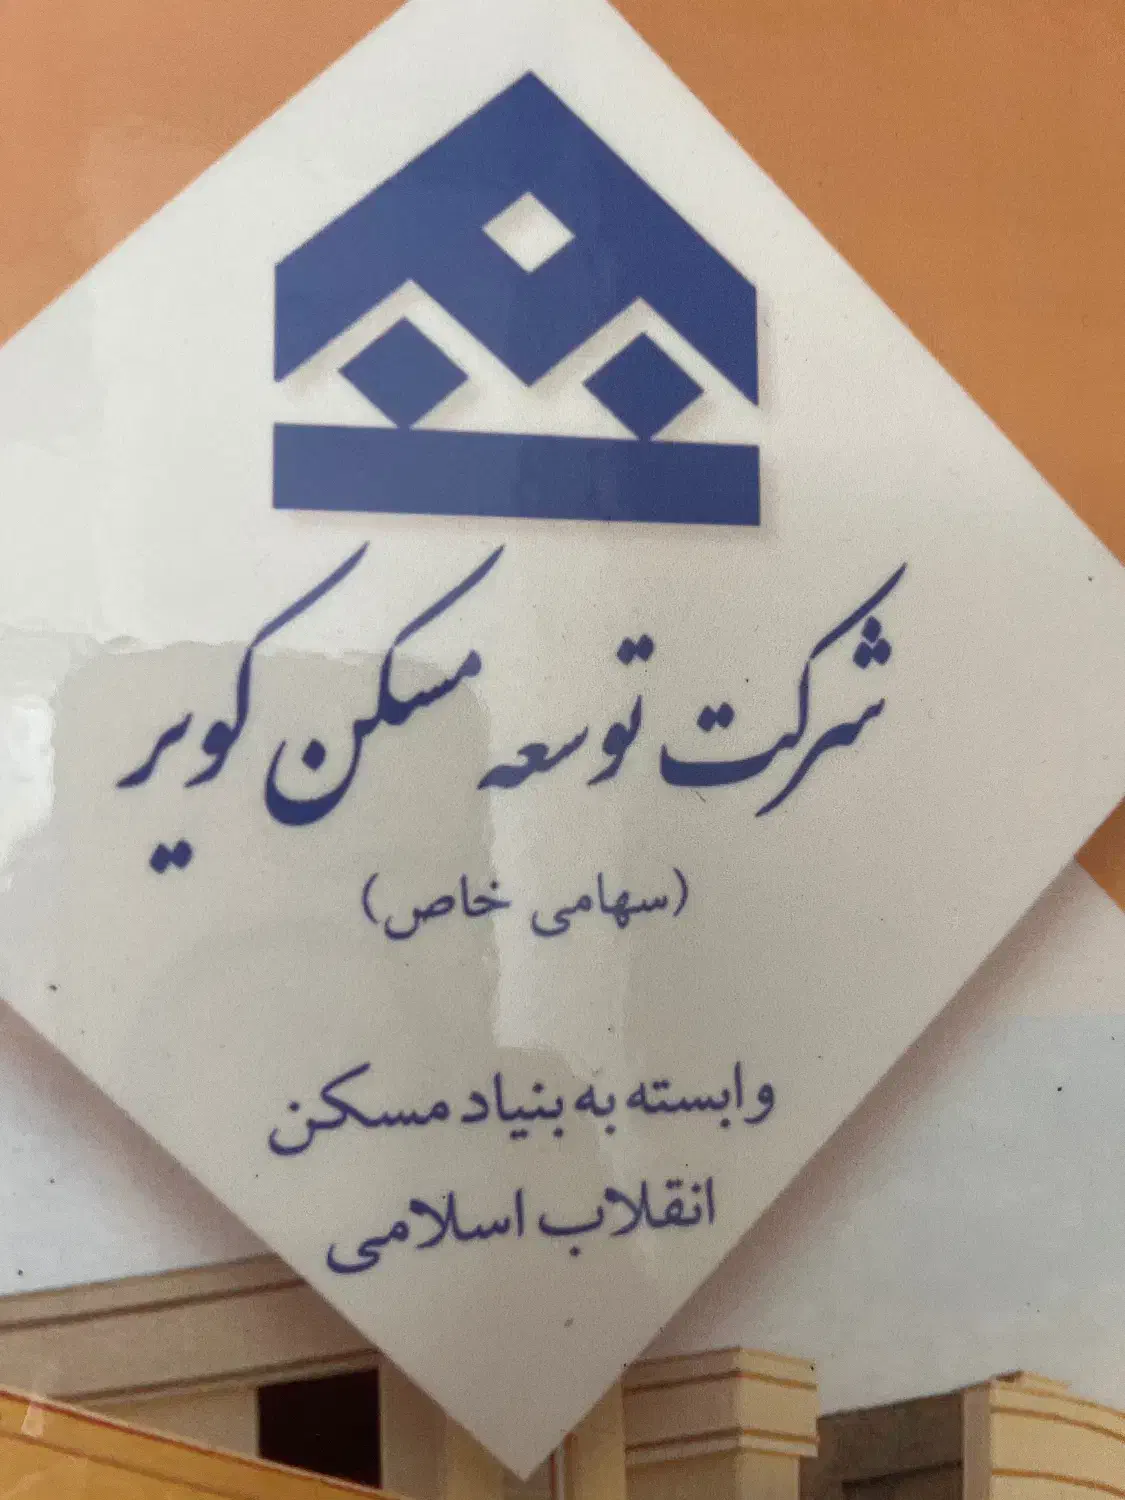 شرکت توسعه مسکن کویر
(سهامی خاص)
وابسته به بنیاد مسکن
انقلاب اسلامی